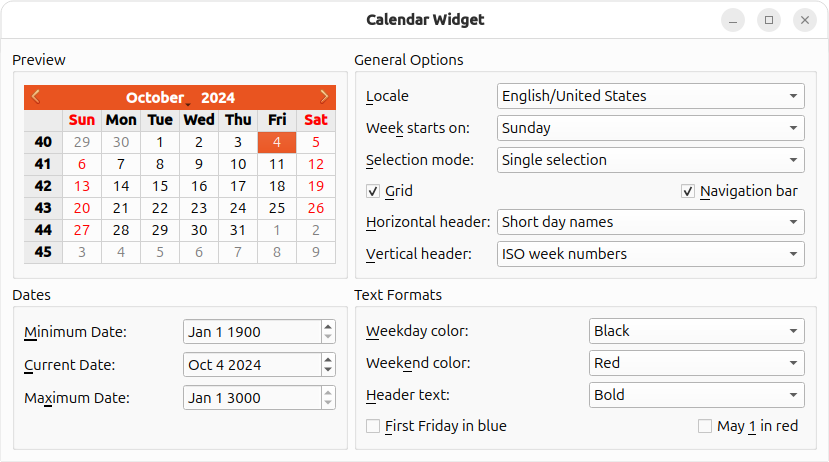 Calendar Widget
Preview
October 2024
Sun Mon Tue Wed Thu Fri Sat
40 29 30 1 2 3 4 5
41 6 7 8 9 10 11 12
42 13 14 15 16 17 18 19
43 20 21 22 23 24 25 26
44 27 28 29 30 31 1 2
45 3 4 5 6 7 8 9
General Options
Locale English/United States
Week starts on: Sunday
Selection mode: Single selection
Grid Navigation bar
Horizontal header: Short day names
Vertical header: ISO week numbers
Dates
Minimum Date: Jan 1 1900
Current Date: Oct 4 2024
Maximum Date: Jan 1 3000
Text Formats
Weekday color: Black
Weekend color: Red
Header text: Bold
First Friday in blue May 1 in red